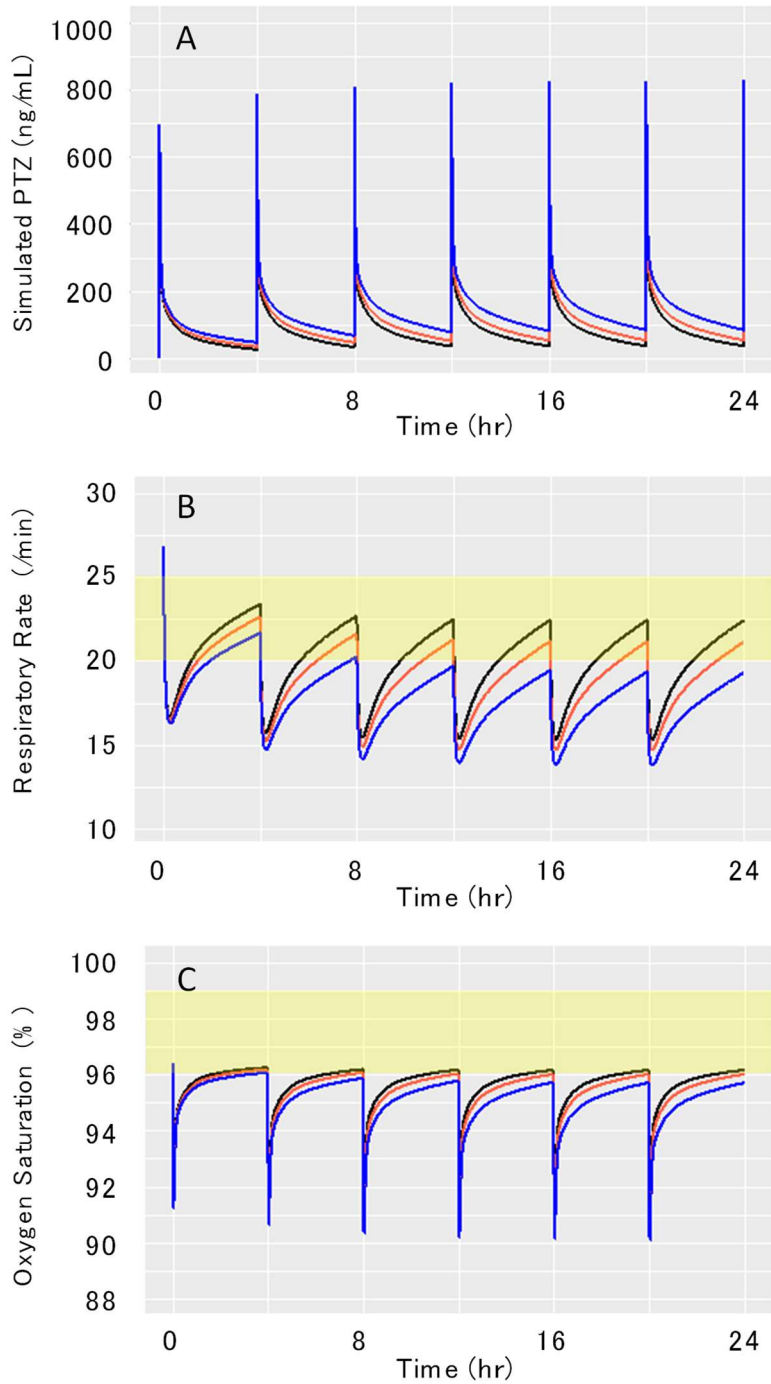 A
1000
800
600
400
200
0
Simulated PTZ (ng/mL)
0 8 16 24
Time (hr)
B
30
25
20
15
10
Respiratory Rate (/min)
0 8 16 24
Time (hr)
C
100
98
96
94
92
90
88
Oxygen Saturation (%)
0 8 16 24
Time (hr)